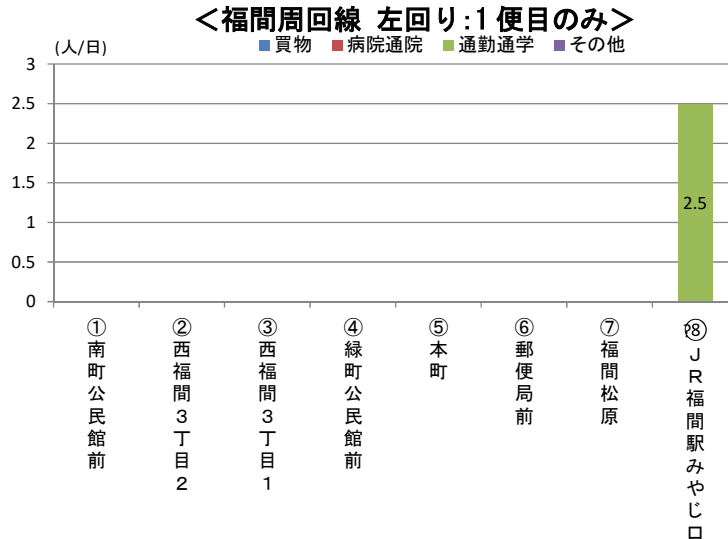 ＜福間周回線 左回り:1便目のみ＞
(人/日)
買物 病院通院 通勤通学 その他
3
2.5
2
1.5
1
0.5
0
2.5
①南町公民館前
②西福間3丁目2
③西福間3丁目1
④緑町公民館前
⑤本町
⑥郵便局前
⑦福間松原
⑧JR福間駅みやじ口